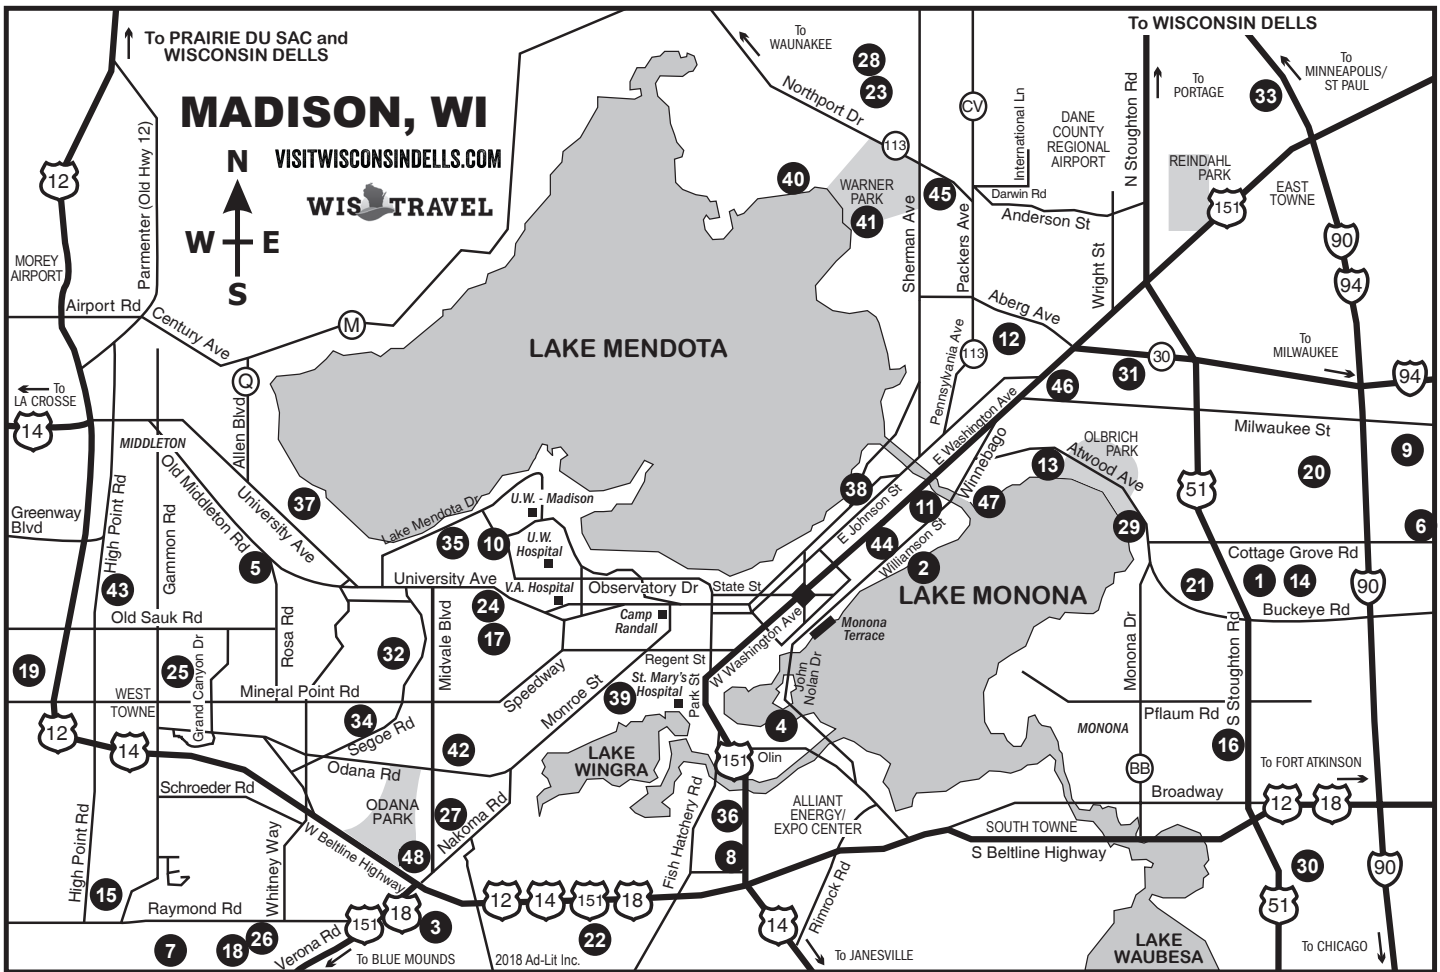 To PRAIRIE DU SAC and
WISCONSIN DELLS
MADISON, WI
VISITWISCONSINDELLS.COM
WIS TRAVEL
N
W E
S
To WISCONSIN DELLS
To
WAUNAKEE
28
23
Northport Dr
113
CV
International Ln
DANE
COUNTY
REGIONAL
AIRPORT
N Stoughton Rd
To
PORTAGE
33
To
MINNEAPOLIS/
ST PAUL
REINDAHL
PARK
151
EAST
TOWNE
90
94
12
MOREY
AIRPORT
Airport Rd
Parmenter (Old Hwy 12)
Century Ave
M
Q
Allen Blvd
40
WARNER
PARK
41
45
Sherman Ave
Packers Ave
Darwin Rd
Anderson St
Wright St
Aberg Ave
Pennsylvania Ave
113
12
30
31
46
To
MILWAUKEE
94
LAKE MENDOTA
To
LA CROSSE
14
MIDDLETON
Old Middleton Rd
University Ave
37
Greenway
Blvd
High Point Rd
Gammon Rd
5
43
Old Sauk Rd
Rosa Rd
19
25
Grand Canyon Dr
WEST
TOWNE
Mineral Point Rd
32
34
Segoe Rd
Odana Rd
12
14
Schroeder Rd
ODANA
PARK
W Beltline Highway
Whitney Way
High Point Rd
15
Raymond Rd
7
18
26
Verona Rd
151
18
3
To BLUE MOUNDS
2018 Ad-Lit Inc.
48
27
Nakoma Rd
42
Midvale Blvd
24
17
University Ave
Lake Mendota Dr
35
10
U.W. - Madison
U.W.
Hospital
V.A. Hospital
Observatory Dr
Camp
Randall
State St
Regent St
Speedway
Monroe St
39
St. Mary's
Hospital
Park St
W Washington Ave
John
Nolan Dr
Monona
Terrace
4
LAKE
WINGRA
151
Olin
Fish Hatchery Rd
36
8
12
14
151
18
22
14
To JANESVILLE
Rimrock Rd
ALLIANT
ENERGY/
EXPO CENTER
38
E Johnson St
E Washington Ave
Winnebago
11
44
Williamson St
2
47
13
Atwood Ave
OLBRICH
PARK
29
LAKE MONONA
Milwaukee St
51
20
9
6
Cottage Grove Rd
21
1
14
90
Buckeye Rd
Monona Dr
S Stoughton Rd
Pflaum Rd
MONONA
16
BB
Broadway
To FORT ATKINSON
12
18
SOUTH TOWNE
S Beltline Highway
30
51
90
LAKE
WAUBESA
To CHICAGO